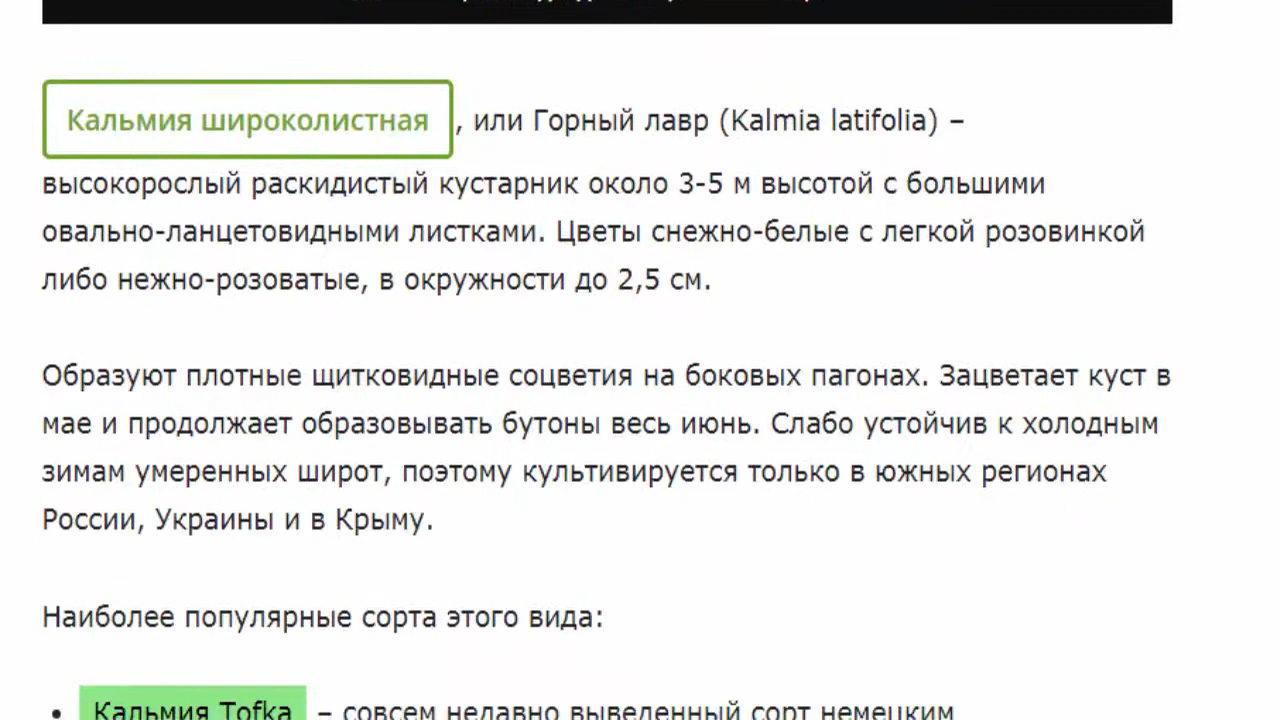 Кальмия широколистная, или Горный лавр (Kalmia latifolia) –
высокорослый раскидистый кустарник около 3-5 м высотой с большими
овально-ланцетовидными листками. Цветы снежно-белые с легкой розовинкой
либо нежно-розоватые, в окружности до 2,5 см.
Образуют плотные щитковидные соцветия на боковых пагонах. Зацветает куст в
мае и продолжает образовывать бутоны весь июнь. Слабо устойчив к холодным
зимам умеренных широт, поэтому культивируется только в южных регионах
России, Украины и в Крыму.
Наиболее популярные сорта этого вида:
• Кальмия Tofka – совсем недавно выведенный сорт немецким